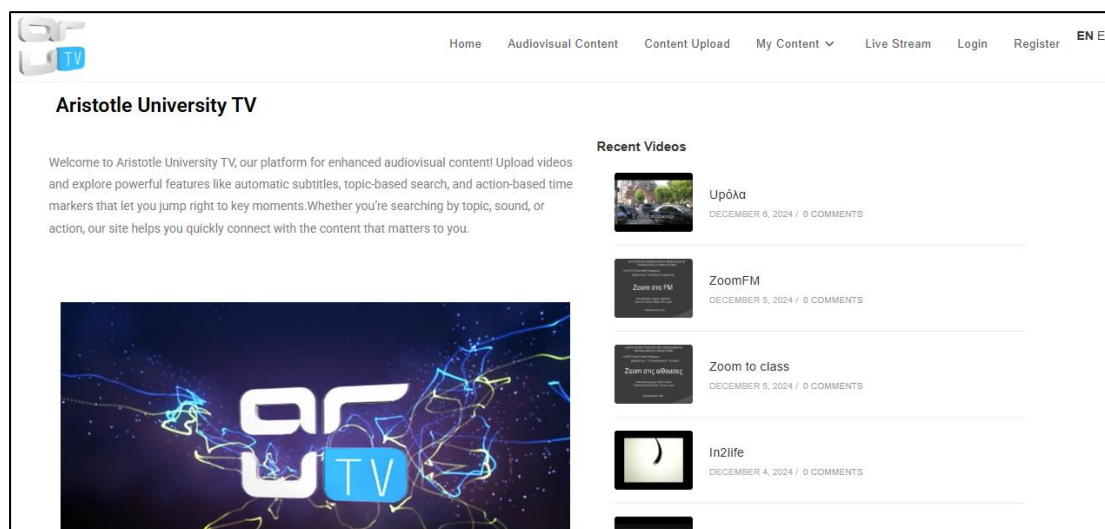 ar
u TV
Home Audiovisual Content Content Upload My Content Live Stream Login Register EN E
Aristotle University TV
Welcome to Aristotle University TV, our platform for enhanced audiovisual content! Upload videos
and explore powerful features like automatic subtitles, topic-based search, and action-based time
markers that let you jump right to key moments.Whether you're searching by topic, sound, or
action, our site helps you quickly connect with the content that matters to you.
ar
u TV
Recent Videos
Upρόλα
DECEMBER 6, 2024 / 0 COMMENTS
Zoom στα FM
ZoomFM
DECEMBER 5, 2024 / 0 COMMENTS
Zoom στις αίθουσες
Zoom to class
DECEMBER 5, 2024 / 0 COMMENTS
In2life
DECEMBER 4, 2024 / 0 COMMENTS